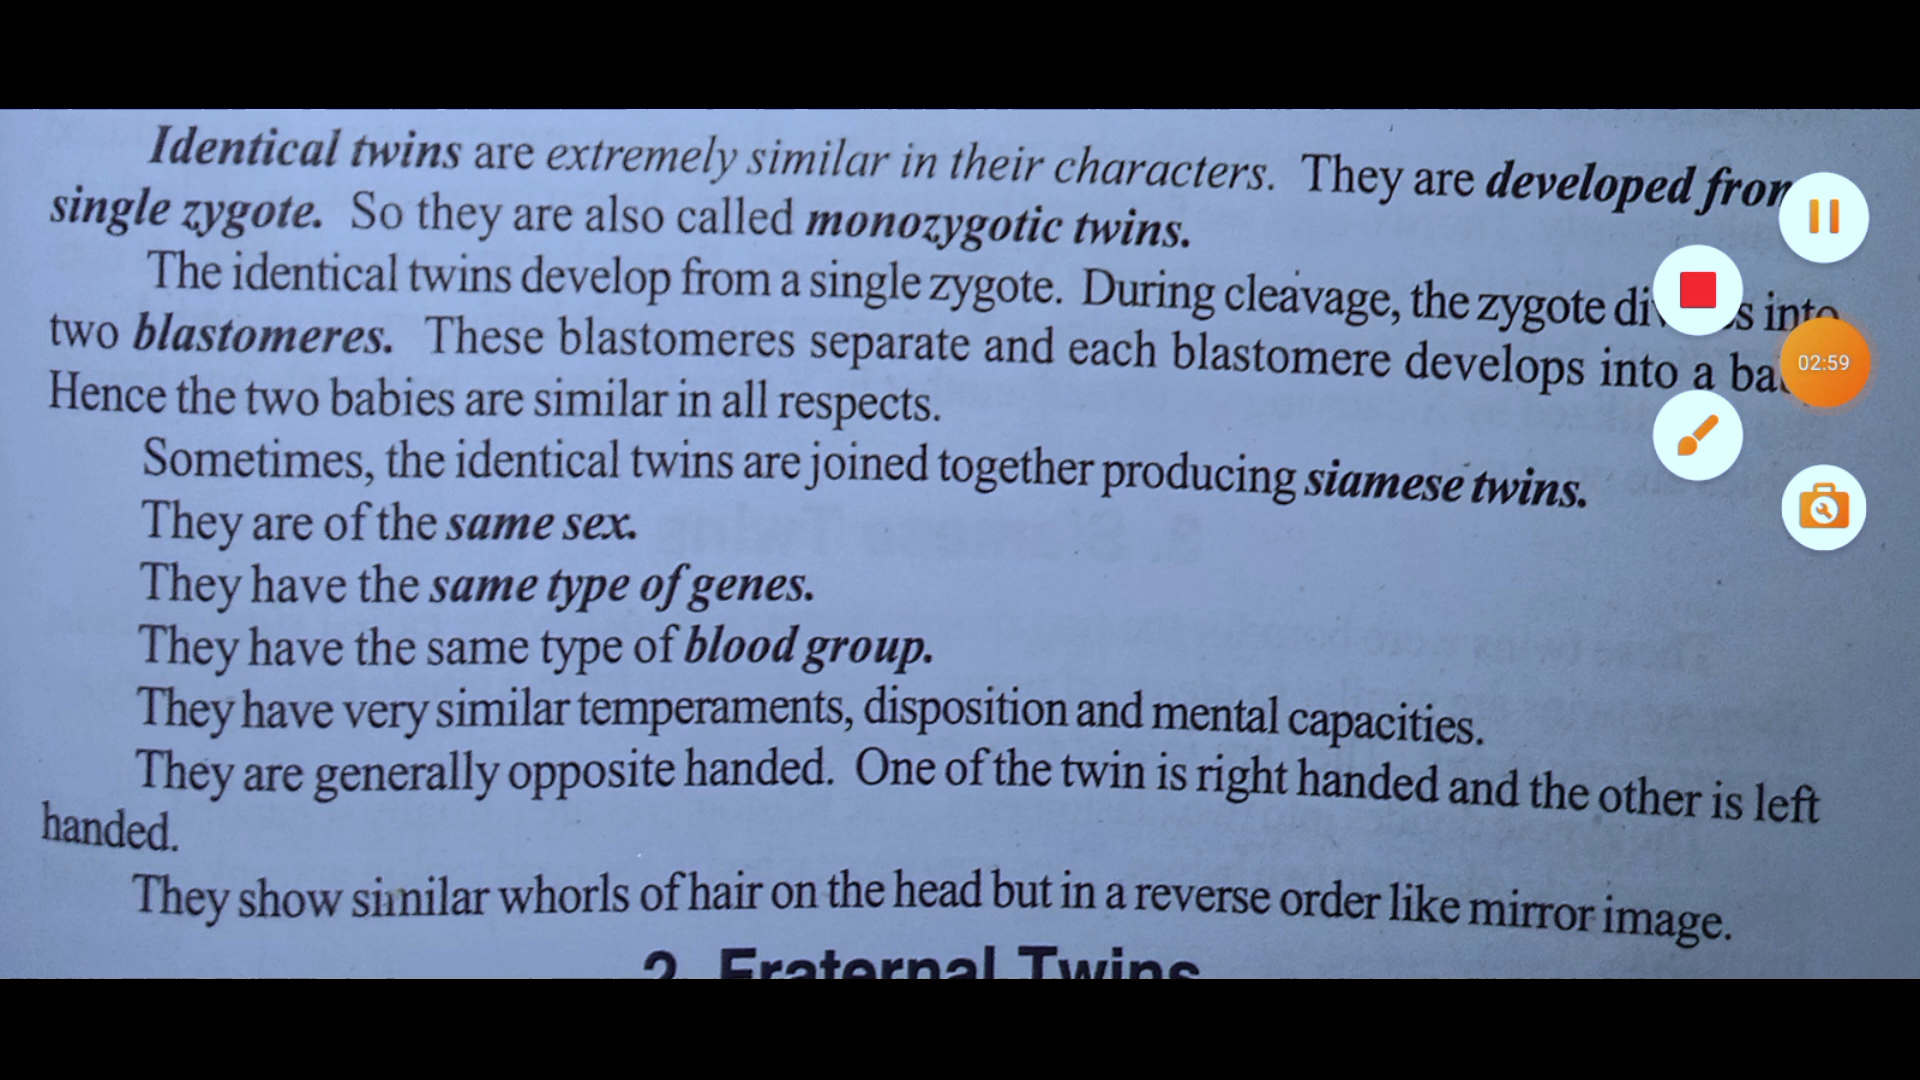 Identical twins are extremely similar in their characters. They are developed from
single zygote. So they are also called monozygotic twins.
The identical twins develop from a single zygote. During cleavage, the zygote into
two blastomeres. These blastomeres separate and each blastomere develops into a
Hence the two babies are similar in all respects.
Sometimes, the identical twins are joined together producing siamese twins.
They are of the same sex.
They have the same type of genes.
They have the same type of blood group.
They have very similar temperaments, disposition and mental capacities.
They are generally opposite handed. One of the twin is right handed and the other is left
handed.
They show similar whorls of hair on the head but in a reverse order like mirror image.
2. Fraternal Twins
02:59